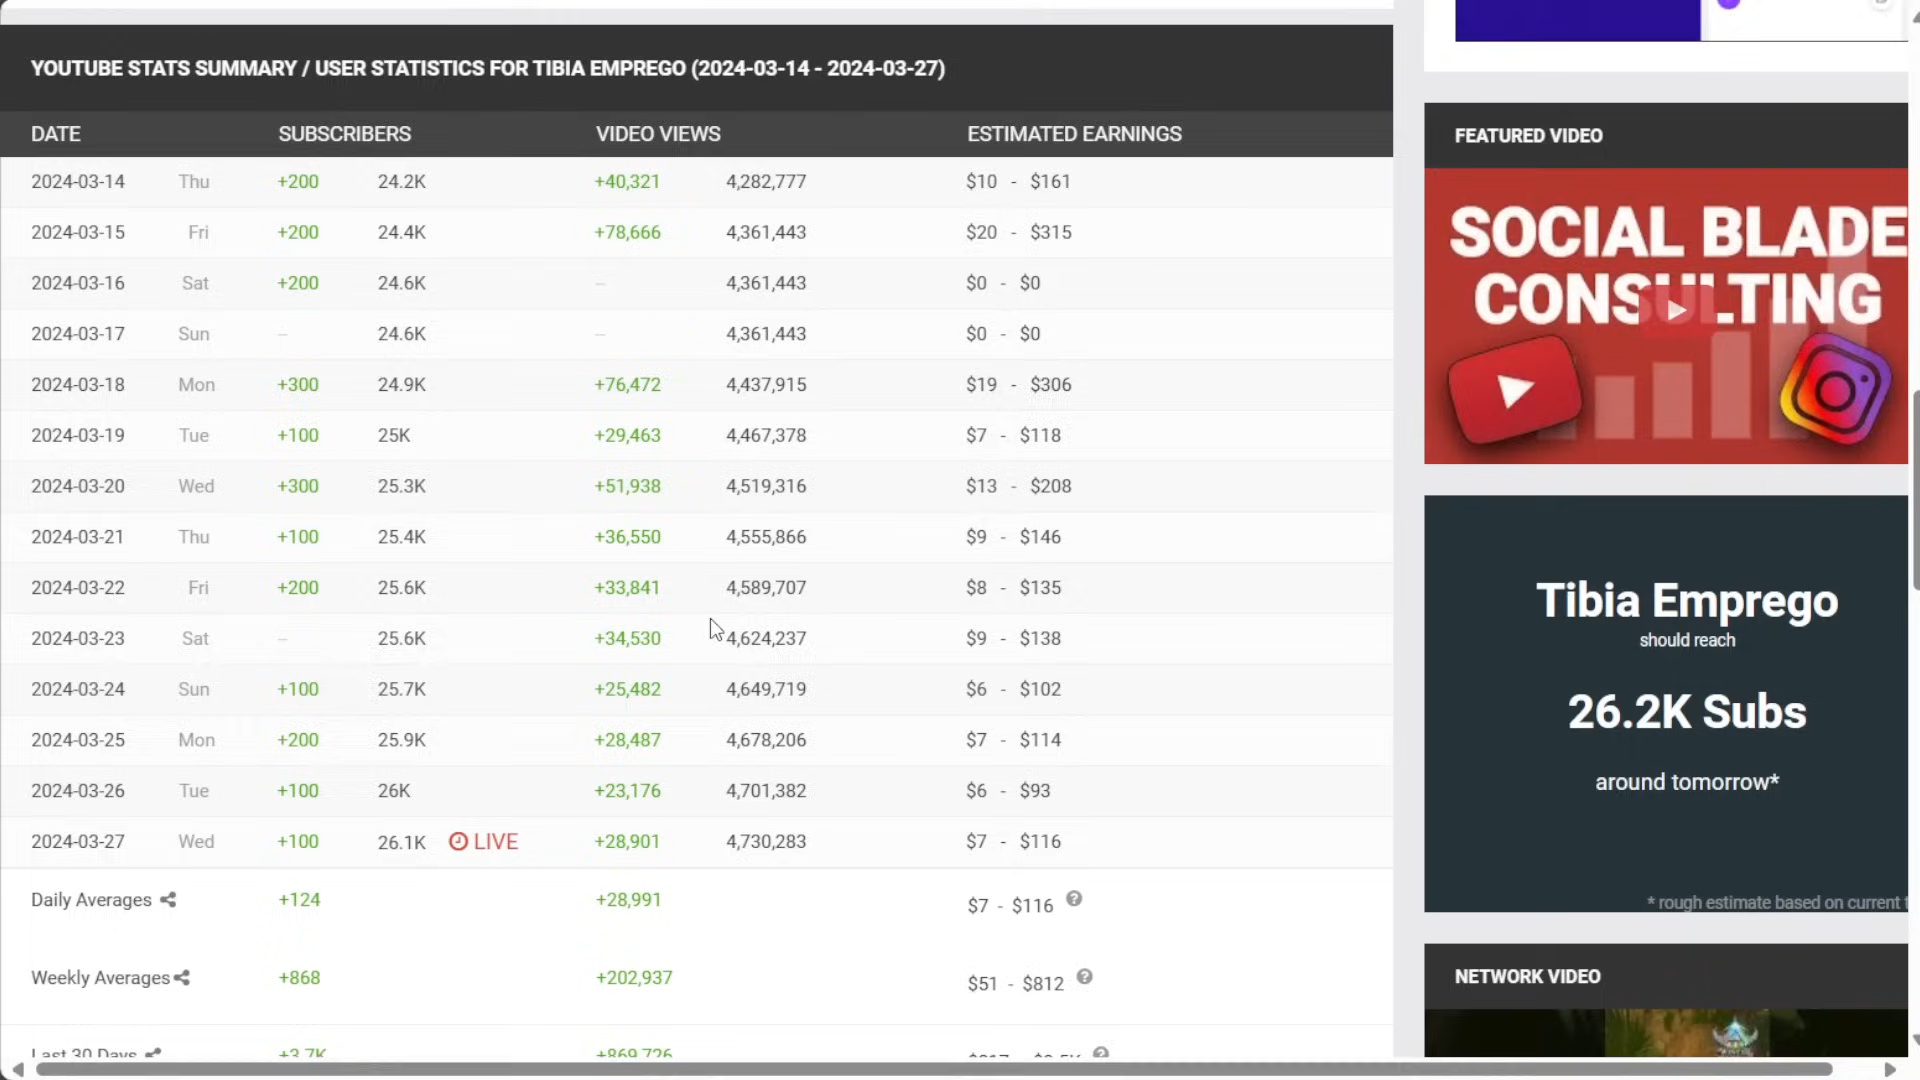 YOUTUBE STATS SUMMARY / USER STATISTICS FOR TIBIA EMPREGO (2024-03-14 - 2024-03-27)
DATE SUBSCRIBERS VIDEO VIEWS ESTIMATED EARNINGS
2024-03-14 Thu +200 24.2K +40,321 4,282,777 $10 - $161
2024-03-15 Fri +200 24.4K +78,666 4,361,443 $20 - $315
2024-03-16 Sat +200 24.6K – 4,361,443 $0 - $0
2024-03-17 Sun – 24.6K – 4,361,443 $0 - $0
2024-03-18 Mon +300 24.9K +76,472 4,437,915 $19 - $306
2024-03-19 Tue +100 25K +29,463 4,467,378 $7 - $118
2024-03-20 Wed +300 25.3K +51,938 4,519,316 $13 - $208
2024-03-21 Thu +100 25.4K +36,550 4,555,866 $9 - $146
2024-03-22 Fri +200 25.6K +33,841 4,589,707 $8 - $135
2024-03-23 Sat – 25.6K +34,530 4,624,237 $9 - $138
2024-03-24 Sun +100 25.7K +25,482 4,649,719 $6 - $102
2024-03-25 Mon +200 25.9K +28,487 4,678,206 $7 - $114
2024-03-26 Tue +100 26K +23,176 4,701,382 $6 - $93
2024-03-27 Wed +100 26.1K LIVE +28,901 4,730,283 $7 - $116
Daily Averages +124 +28,991 $7 - $116
Weekly Averages +868 +202,937 $51 - $812
Last 30 Days +3.7K +869,726
FEATURED VIDEO
SOCIAL BLADE
CONSULTING
Tibia Emprego
should reach
26.2K Subs
around tomorrow*
* rough estimate based on current
NETWORK VIDEO